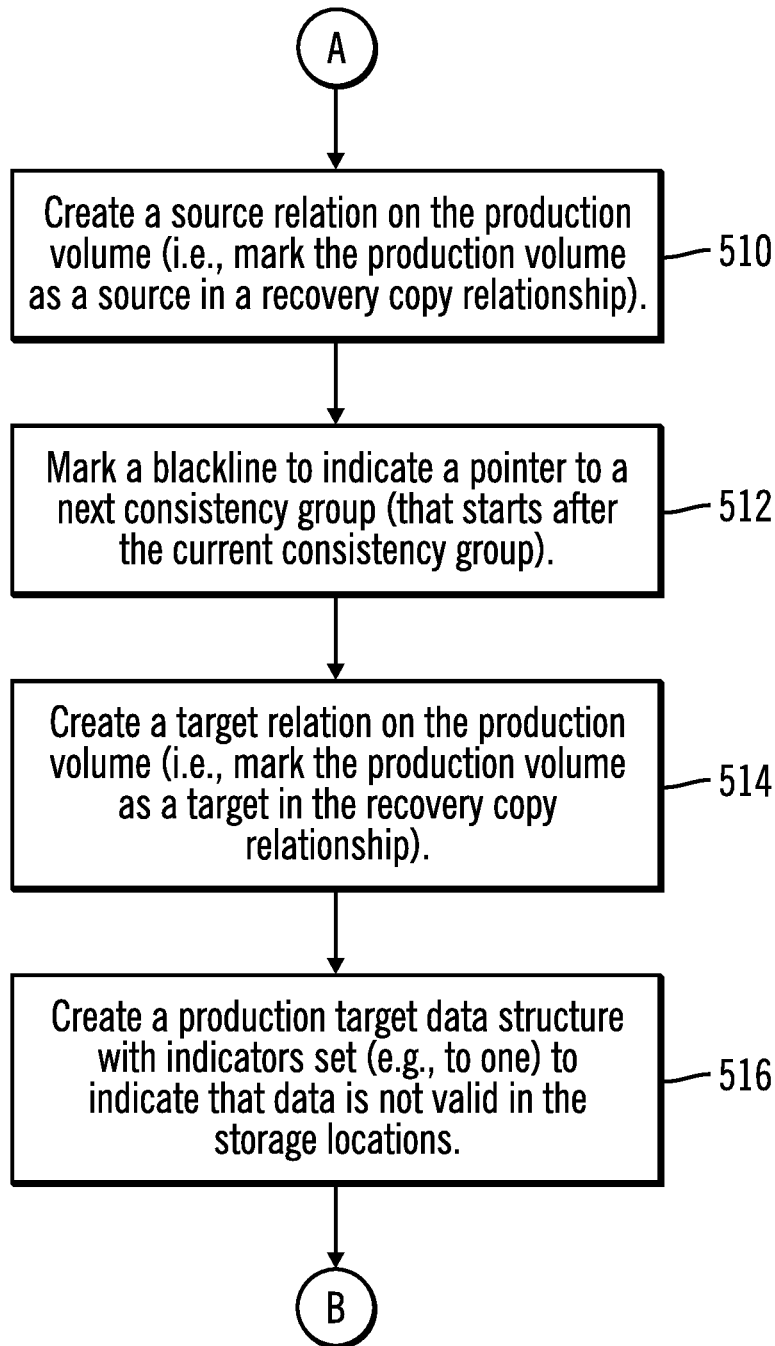 A
Create a source relation on the production
volume (i.e., mark the production volume
as a source in a recovery copy relationship).
510
Mark a blackline to indicate a pointer to a
next consistency group (that starts after
the current consistency group).
512
Create a target relation on the production
volume (i.e., mark the production volume
as a target in the recovery copy
relationship).
514
Create a production target data structure
with indicators set (e.g., to one) to
indicate that data is not valid in the
storage locations.
516
B